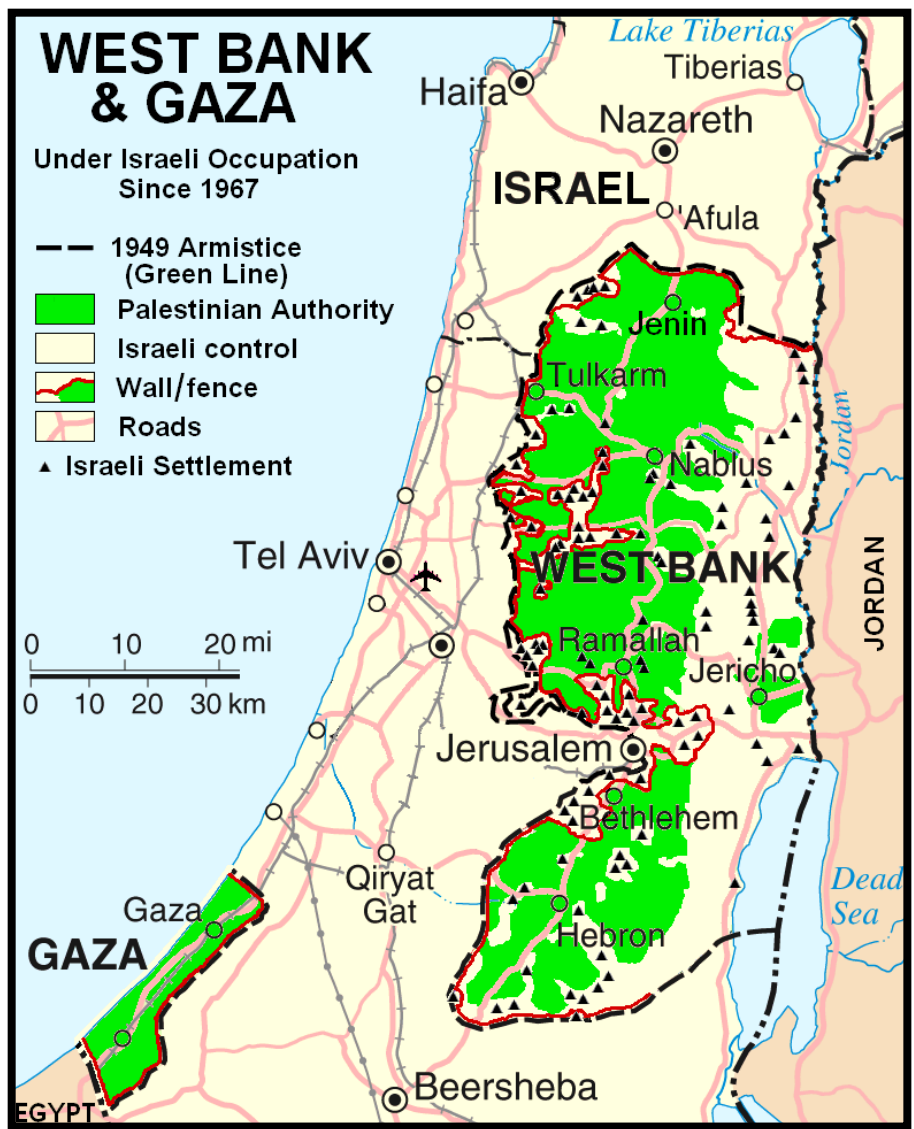 WEST BANK
& GAZA
Under Israeli Occupation
Since 1967
1949 Armistice
(Green Line)
Palestinian Authority
Israeli control
Wall/fence
Roads
Israeli Settlement
Lake Tiberias
Tiberias
Haifa
Nazareth
ISRAEL
'Afula
Jenin
Tulkarm
Jordan
Nablus
Tel Aviv
WEST BANK
JORDAN
0 10 20 mi
0 10 20 30 km
Ramallah
Jericho
Jerusalem
Bethlehem
Qiryat
Gat
Dead
Sea
Gaza
GAZA
Hebron
Beersheba
EGYPT